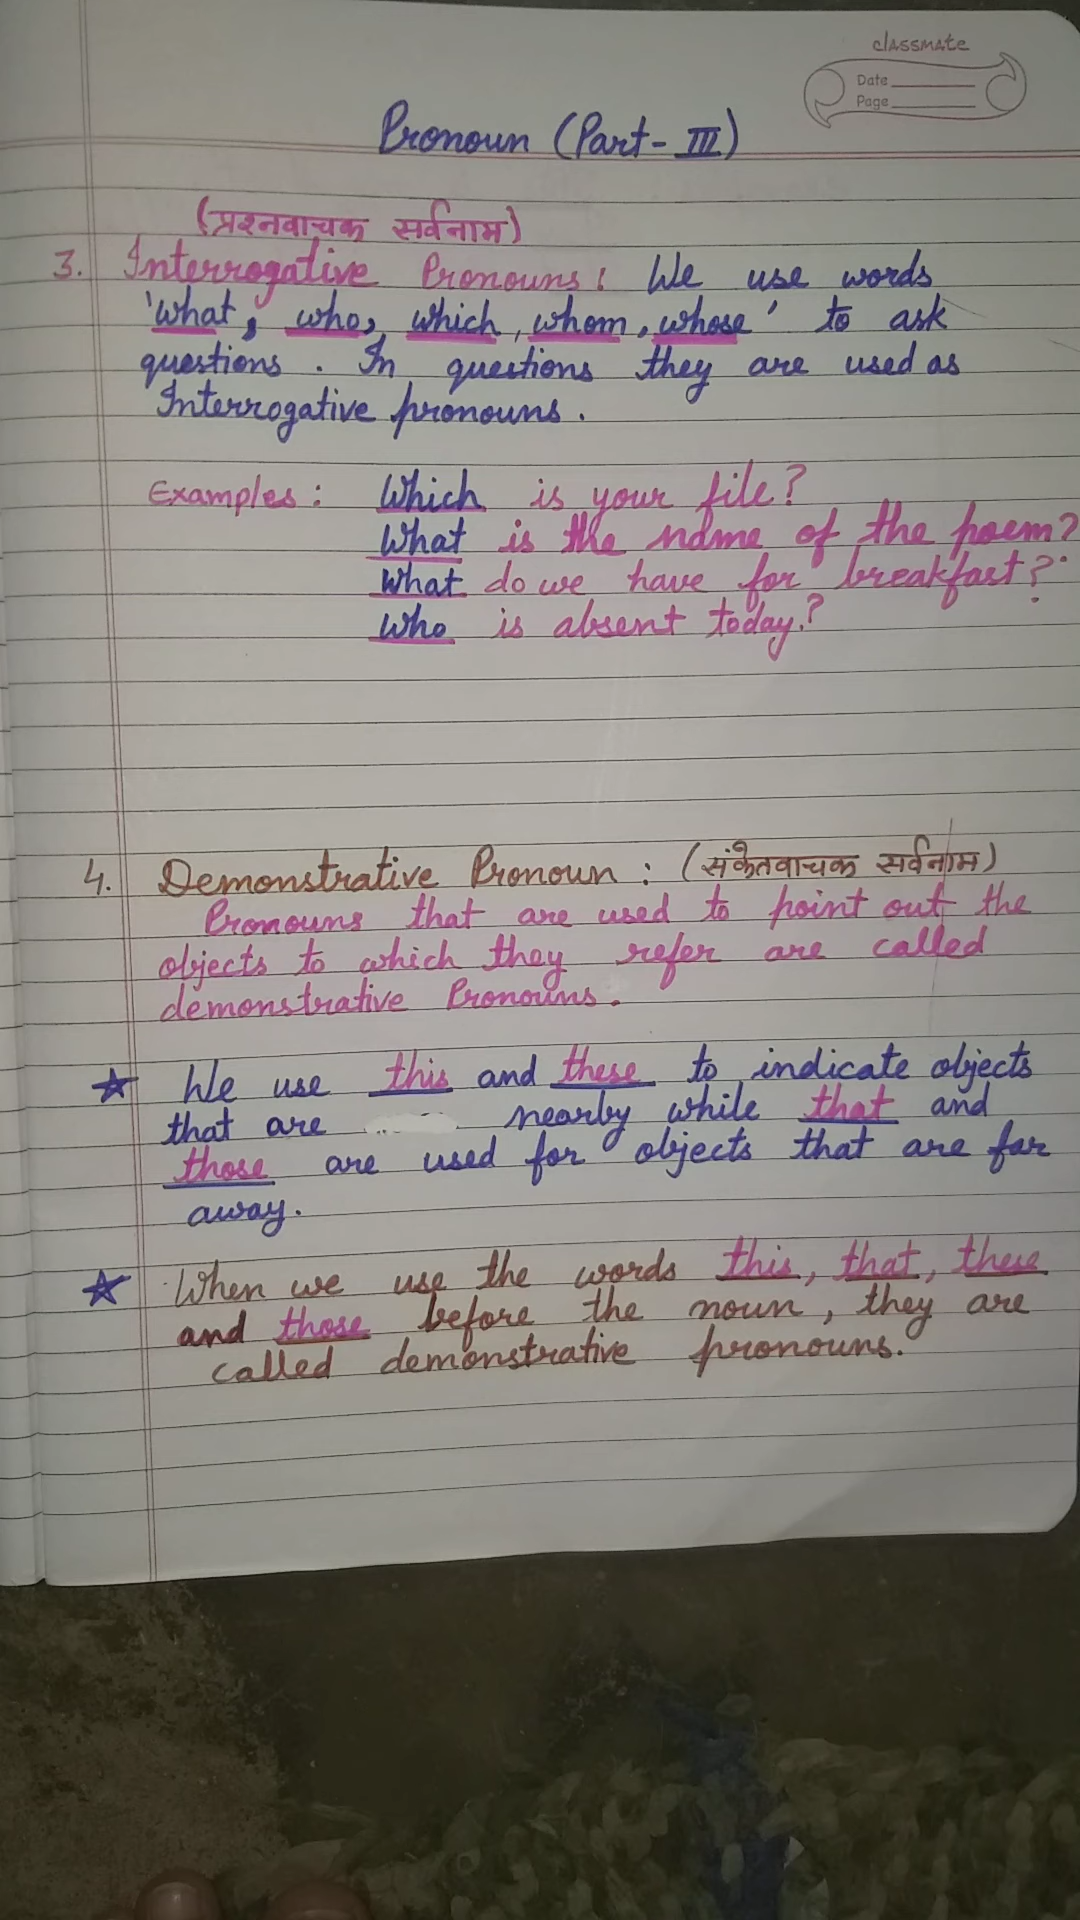 classmate
Date
Page
Pronoun (Part - III)
(प्रश्नवाचक सर्वनाम)
3. Interrogative Pronouns: We use words
'what, who, which, whom, whose' to ask
questions. In questions they are used as
Interrogative pronouns.
Examples: Which is your file?
What is the name of the poem?
What do we have for breakfast?
Who is absent today?
4. Demonstrative Pronoun: (संकेतवाचक सर्वनाम)
Pronouns that are used to point out the
objects to which they refer are called
demonstrative Pronouns.
☆ We use this and these to indicate objects
that are nearby while that and
those are used for objects that are far
away.
☆ When we use the words this, that, these
and those before the noun, they are
called demonstrative pronouns.